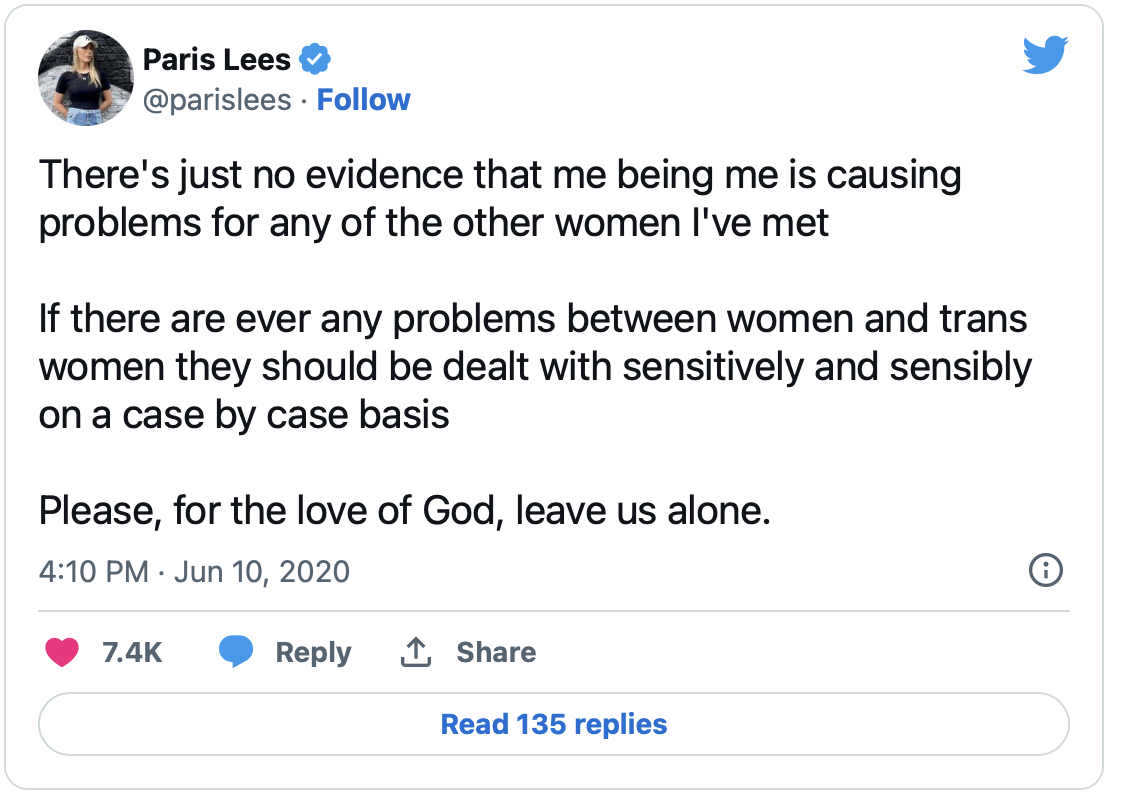 Paris Lees
@parislees · Follow
There's just no evidence that me being me is causing
problems for any of the other women I've met
If there are ever any problems between women and trans
women they should be dealt with sensitively and sensibly
on a case by case basis
Please, for the love of God, leave us alone.
4:10 PM · Jun 10, 2020
7.4K Reply Share
Read 135 replies